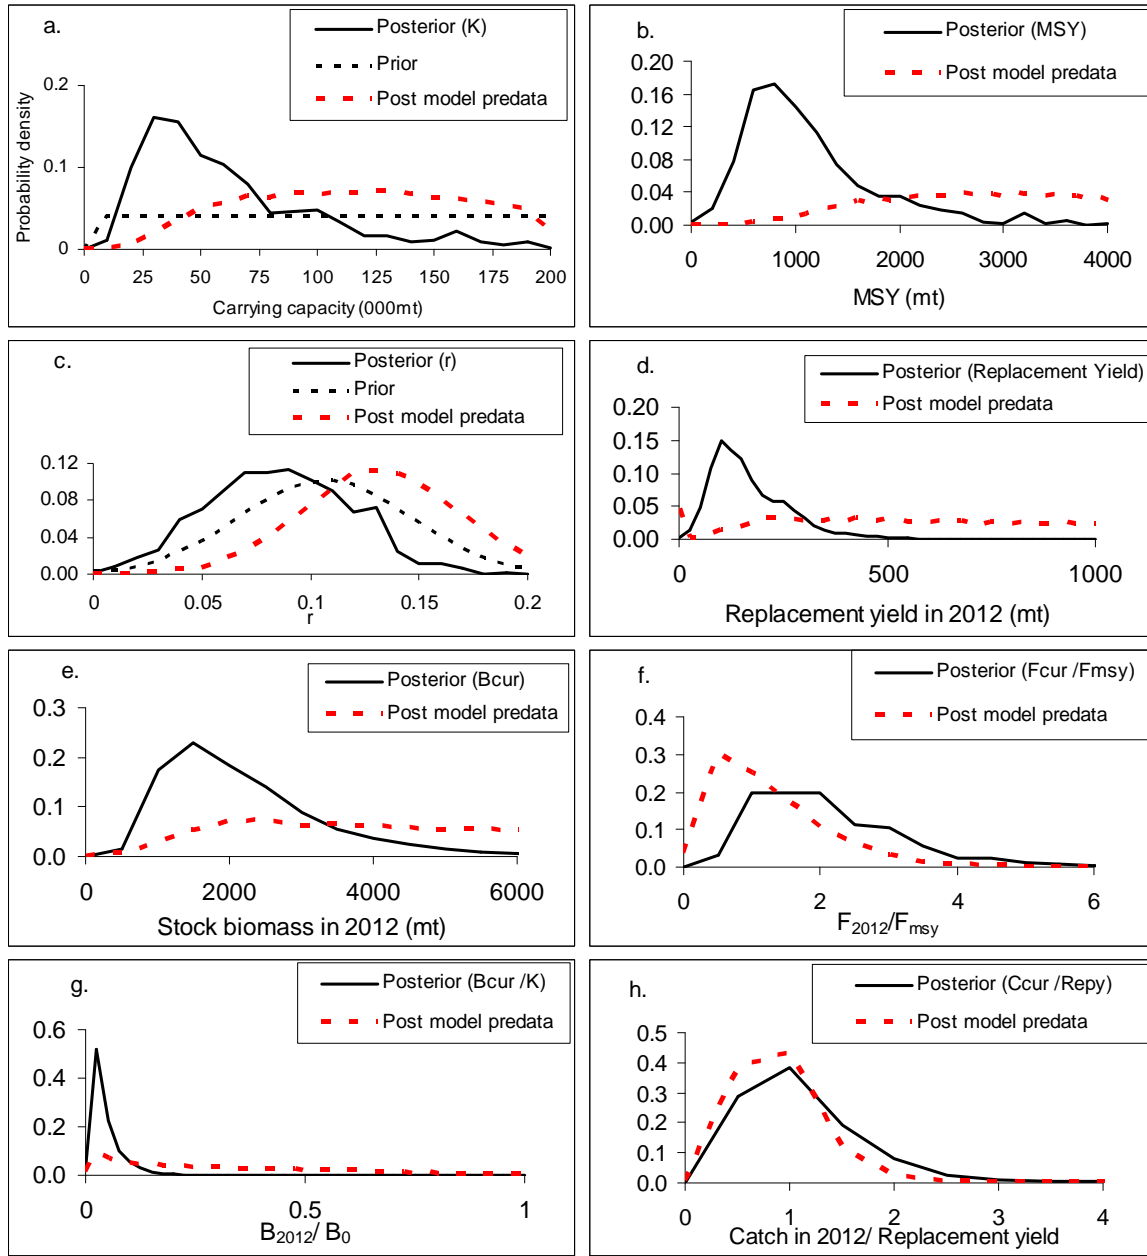 a.
Posterior (K)
Prior
Post model predata
Probability density
0.2
0.1
0
0 25 50 75 100 125 150 175 200
Carrying capacity (000mt)
b.
Posterior (MSY)
Post model predata
0.20
0.16
0.12
0.08
0.04
0.00
0 1000 2000 3000 4000
MSY (mt)
c.
Posterior (r)
Prior
Post model predata
0.12
0.08
0.04
0.00
0 0.05 0.1 0.15 0.2
r
d.
Posterior (Replacement Yield)
Post model predata
0.20
0.15
0.10
0.05
0.00
0 500 1000
Replacement yield in 2012 (mt)
e.
Posterior (Bcur)
Post model predata
0.3
0.2
0.1
0.0
0 2000 4000 6000
Stock biomass in 2012 (mt)
f.
Posterior (Fcur /Fmsy)
Post model predata
0.4
0.3
0.2
0.1
0.0
0 2 4 6
F2012/Fmsy
g.
Posterior (Bcur /K)
Post model predata
0.6
0.4
0.2
0.0
0 0.5 1
B2012/ B0
h.
Posterior (Ccur /Repy)
Post model predata
0.5
0.4
0.3
0.2
0.1
0.0
0 1 2 3 4
Catch in 2012/ Replacement yield